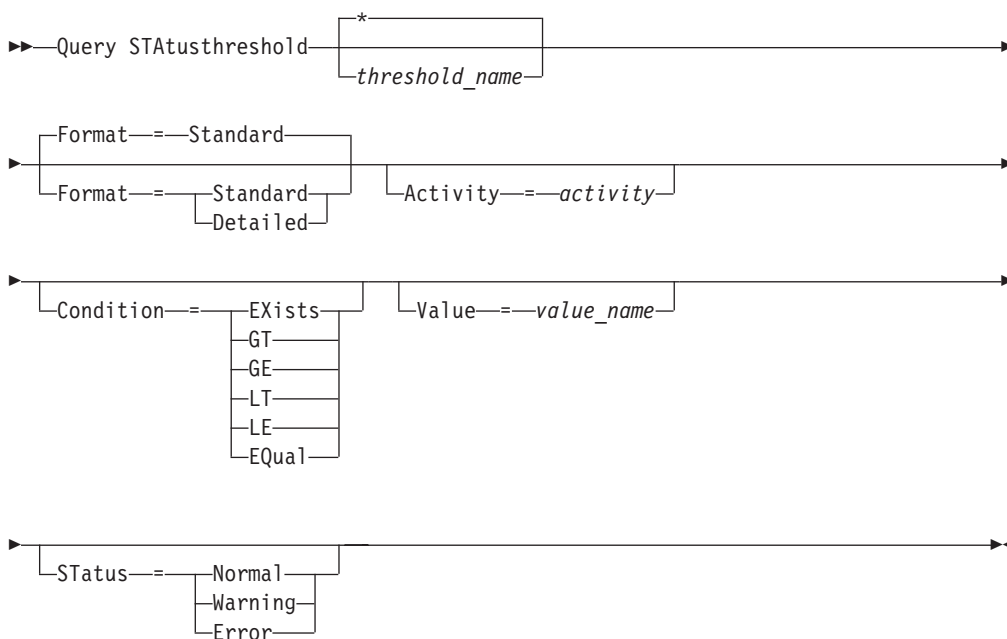 *
Query STAtusthreshold
threshold_name
Format = Standard
Format = Standard
Activity = activity
Detailed
Condition = EXists
Value = value_name
GT
GE
LT
LE
EQual
STatus = Normal
Warning
Error